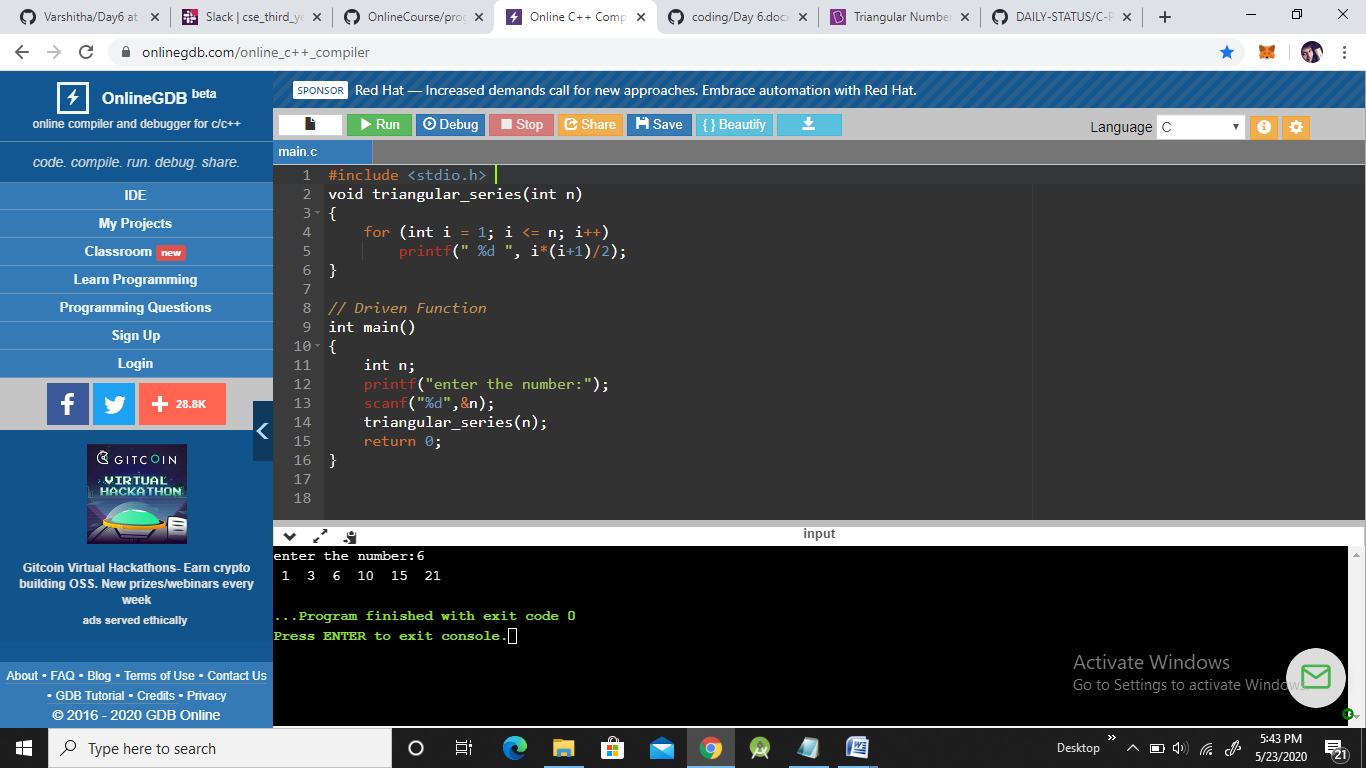 Varshitha/Day6 at
Slack | cse_third_ye
OnlineCourse/prog
Online C++ Comp
coding/Day 6.docx
Triangular Number
DAILY-STATUS/C-P
onlinegdb.com/online_c++_compiler
OnlineGDB beta
online compiler and debugger for c/c++
code. compile. run. debug. share.
IDE
My Projects
Classroom new
Learn Programming
Programming Questions
Sign Up
Login
28.8K
GITCOIN
VIRTUAL
HACKATHON
Gitcoin Virtual Hackathons- Earn crypto
building OSS. New prizes/webinars every
week
ads served ethically
About • FAQ • Blog • Terms of Use • Contact Us
• GDB Tutorial • Credits • Privacy
© 2016 - 2020 GDB Online
SPONSOR Red Hat — Increased demands call for new approaches. Embrace automation with Red Hat.
Run Debug Stop Share Save { } Beautify Language C
main.c
1 #include <stdio.h>
2 void triangular_series(int n)
3 {
4 for (int i = 1; i <= n; i++)
5 printf(" %d ", i*(i+1)/2);
6 }
7
8 // Driven Function
9 int main()
10 {
11 int n;
12 printf("enter the number:");
13 scanf("%d",&n);
14 triangular_series(n);
15 return 0;
16 }
17
18
input
enter the number:6
1 3 6 10 15 21
...Program finished with exit code 0
Press ENTER to exit console.
Activate Windows
Go to Settings to activate Windows.
Type here to search
Desktop
5:43 PM
5/23/2020
21